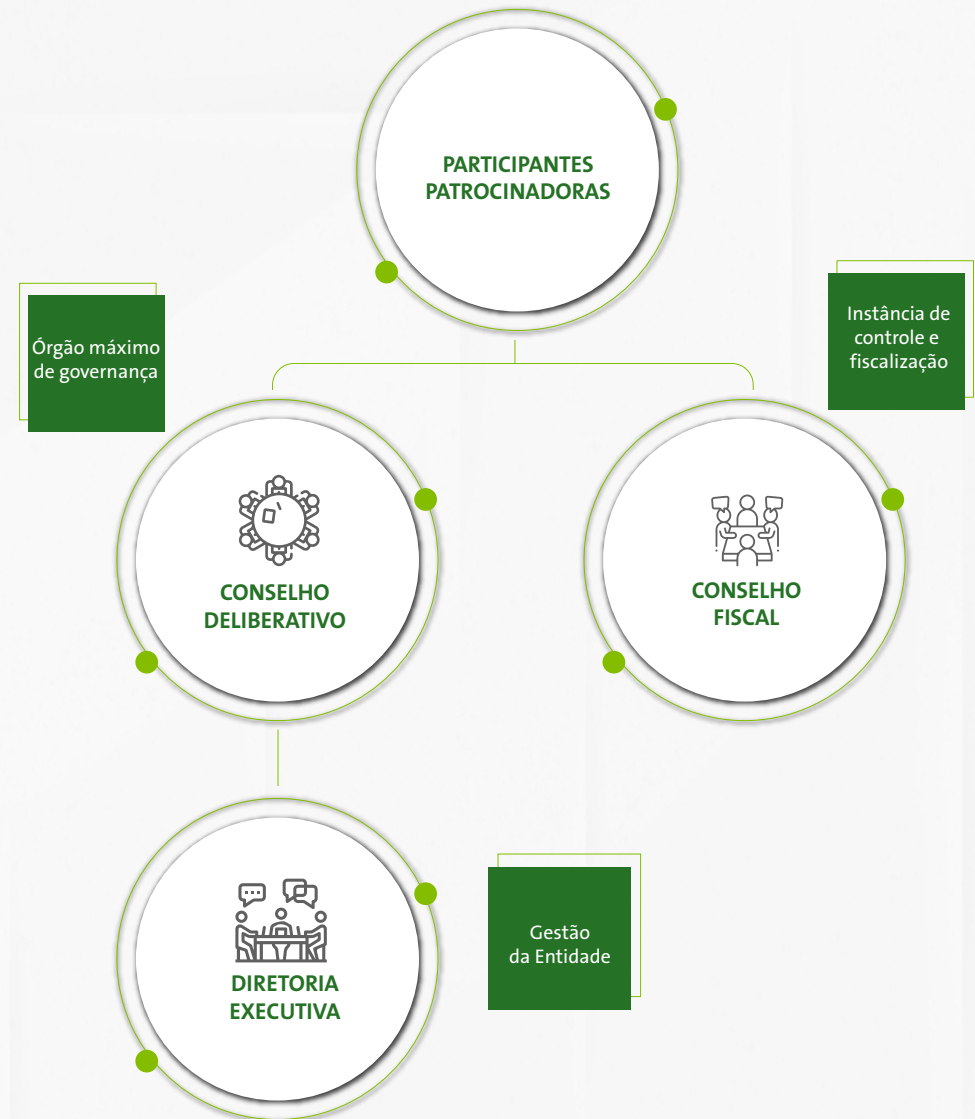 PARTICIPANTES
PATROCINADORAS
Órgão máximo
de governança
Instância de
controle e
fiscalização
CONSELHO
DELIBERATIVO
CONSELHO
FISCAL
DIRETORIA
EXECUTIVA
Gestão
da Entidade